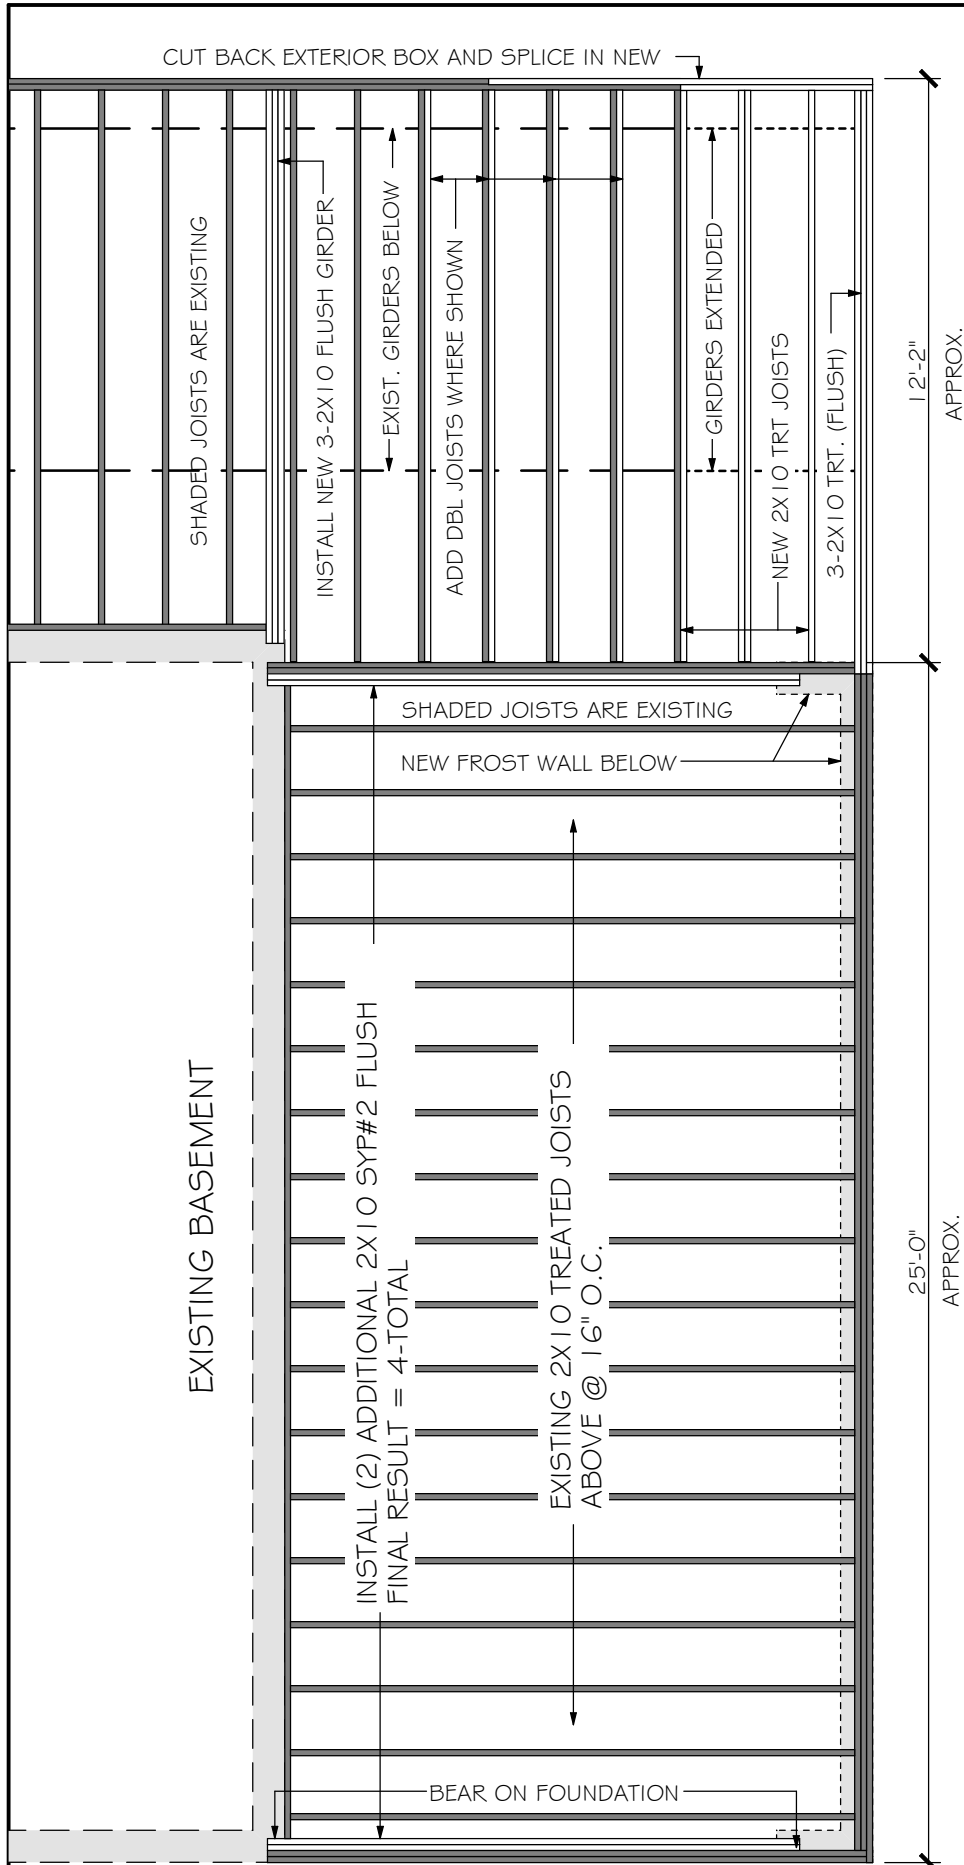 CUT BACK EXTERIOR BOX AND SPLICE IN NEW
SHADED JOISTS ARE EXISTING
INSTALL NEW 3-2X10 FLUSH GIRDER
EXIST. GIRDERS BELOW
ADD DBL JOISTS WHERE SHOWN
GIRDERS EXTENDED
NEW 2X10 TRT JOISTS
3-2X10 TRT. (FLUSH)
12'-2"
APPROX.
SHADED JOISTS ARE EXISTING
NEW FROST WALL BELOW
EXISTING BASEMENT
INSTALL (2) ADDITIONAL 2X10 SYP#2 FLUSH
FINAL RESULT = 4-TOTAL
EXISTING 2X10 TREATED JOISTS
ABOVE @ 16" O.C.
25'-0"
APPROX.
BEAR ON FOUNDATION